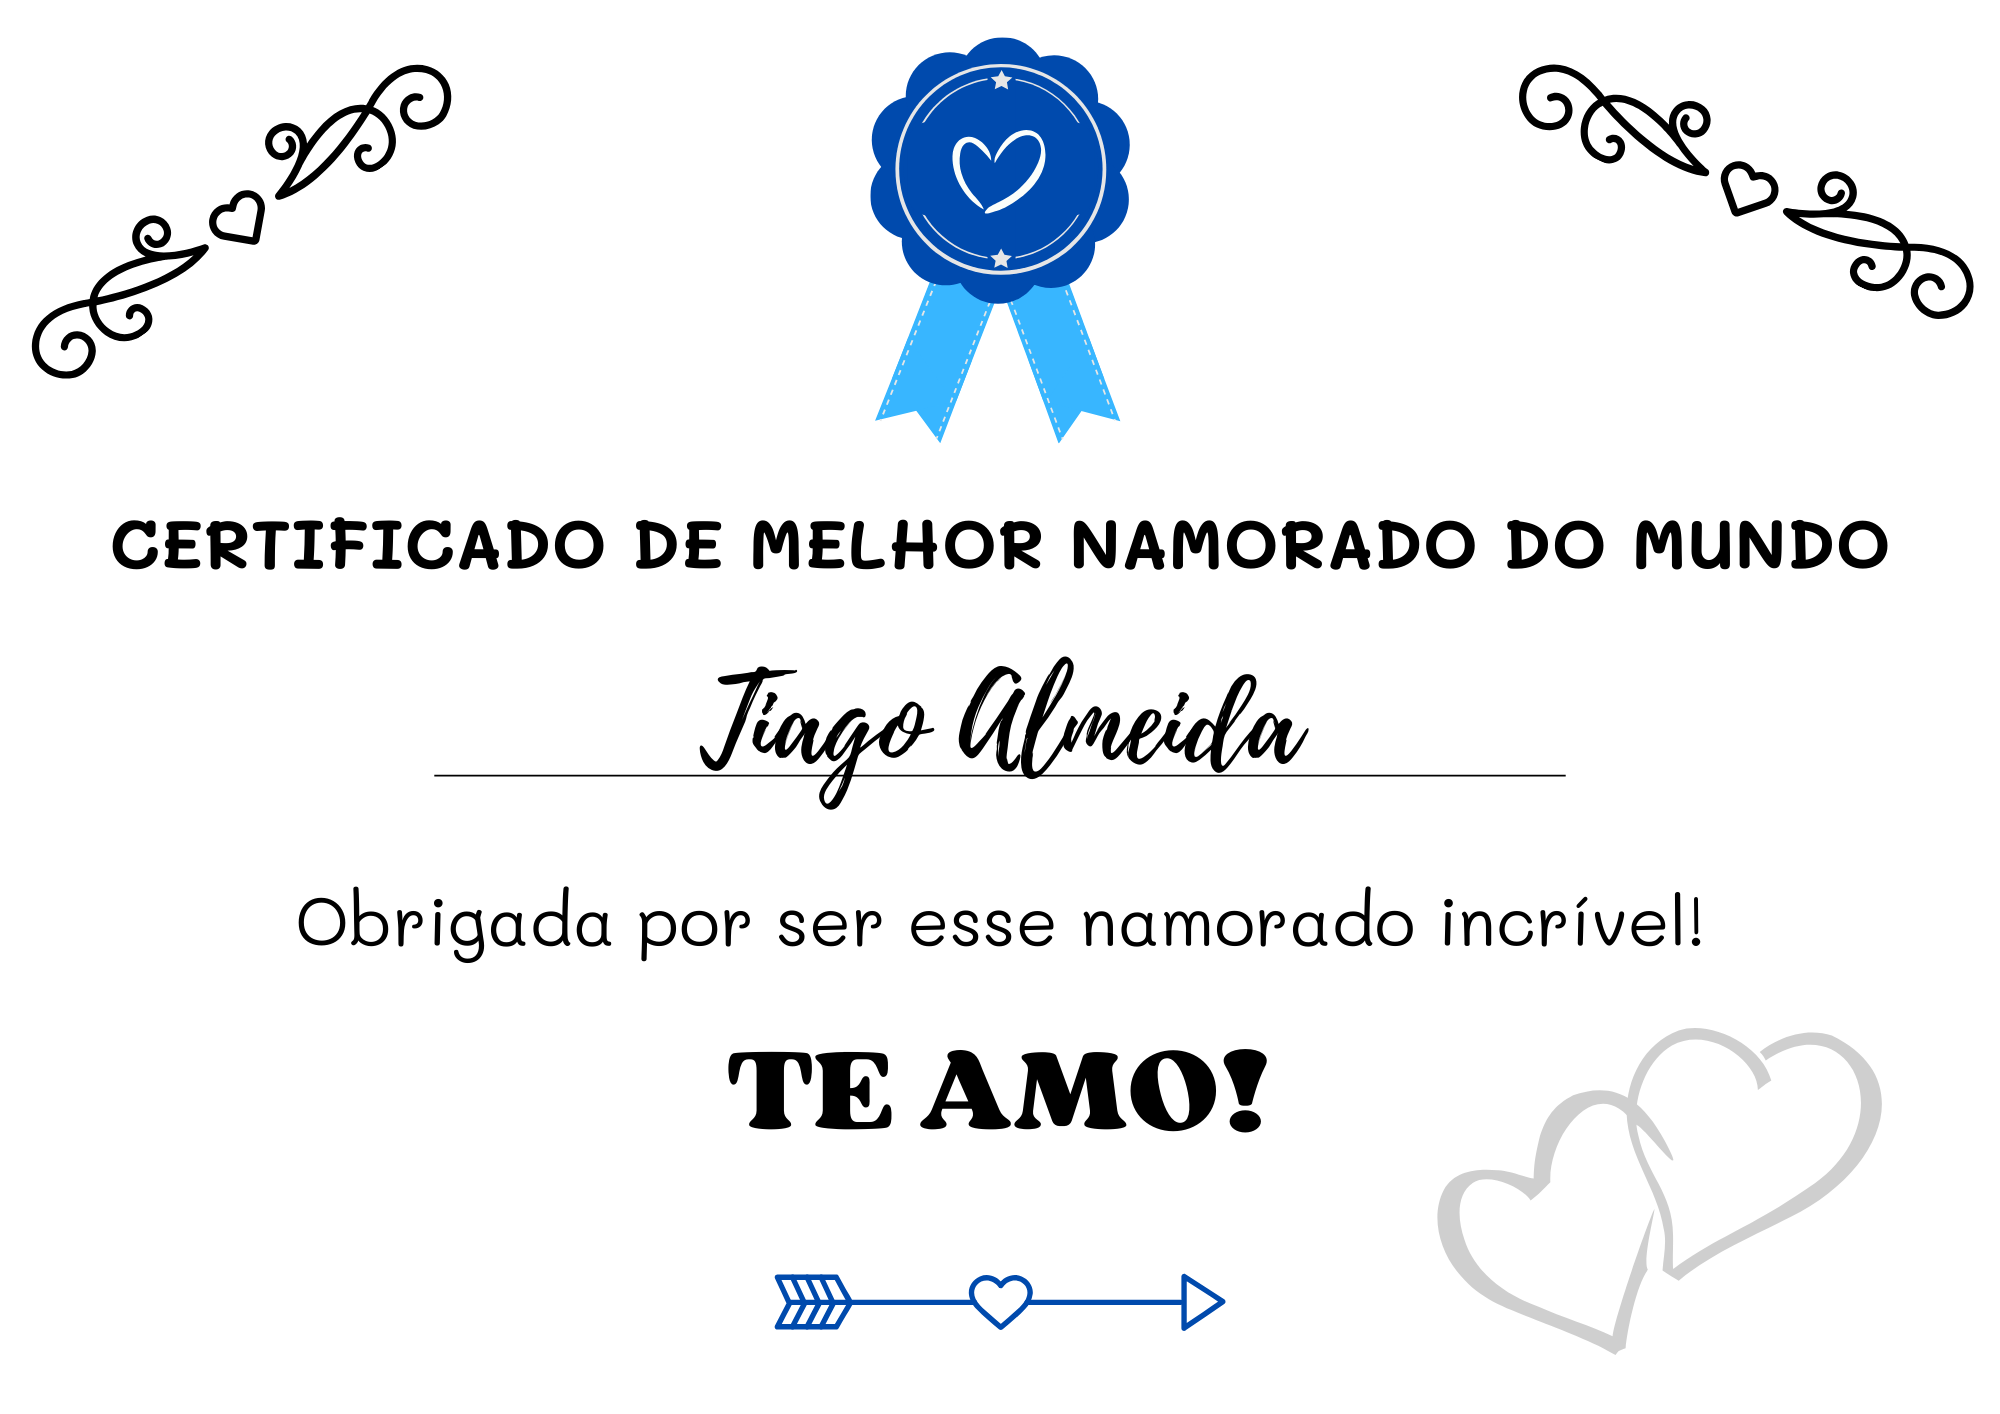 CERTIFICADO DE MELHOR NAMORADO DO MUNDO
Tiago Almeida
Obrigada por ser esse namorado incrível!
TE AMO!